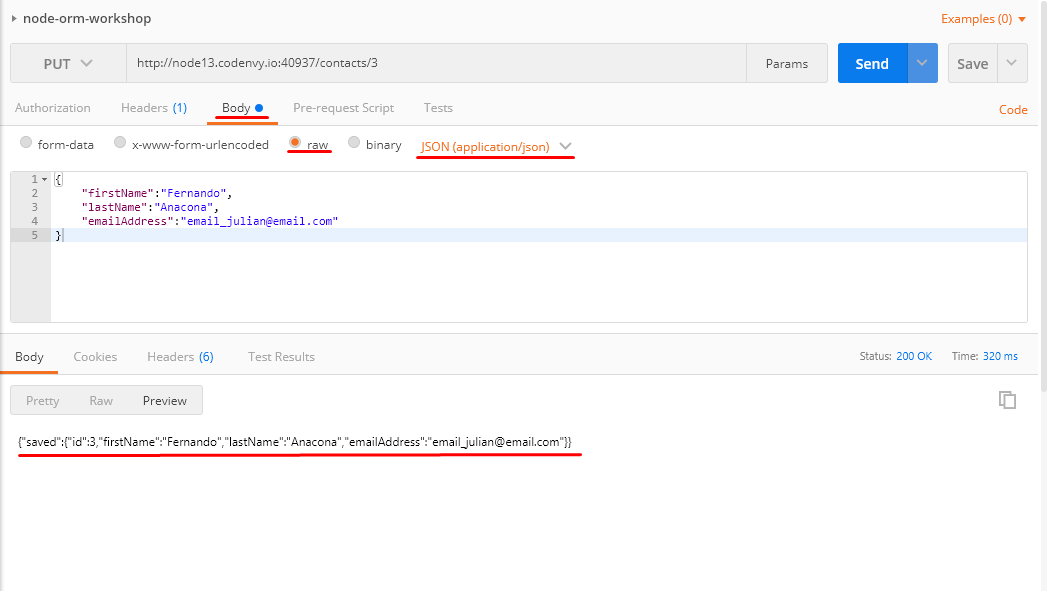 node-orm-workshop Examples (0)
PUT http://node13.codenvy.io:40937/contacts/3 Params Send Save
Authorization Headers (1) Body Pre-request Script Tests Code
form-data x-www-form-urlencoded raw binary JSON (application/json)
1 {
2 "firstName":"Fernando",
3 "lastName":"Anacona",
4 "emailAddress":"email_julian@email.com"
5 }
Body Cookies Headers (6) Test Results Status: 200 OK Time: 320 ms
Pretty Raw Preview
{"saved":{"id":3,"firstName":"Fernando","lastName":"Anacona","emailAddress":"email_julian@email.com"}}